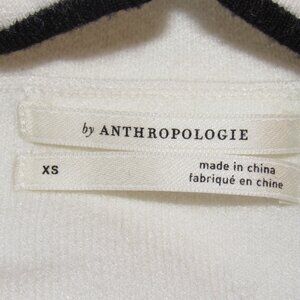 by ANTHROPOLOGIE
XS
made in china
fabriqué en chine